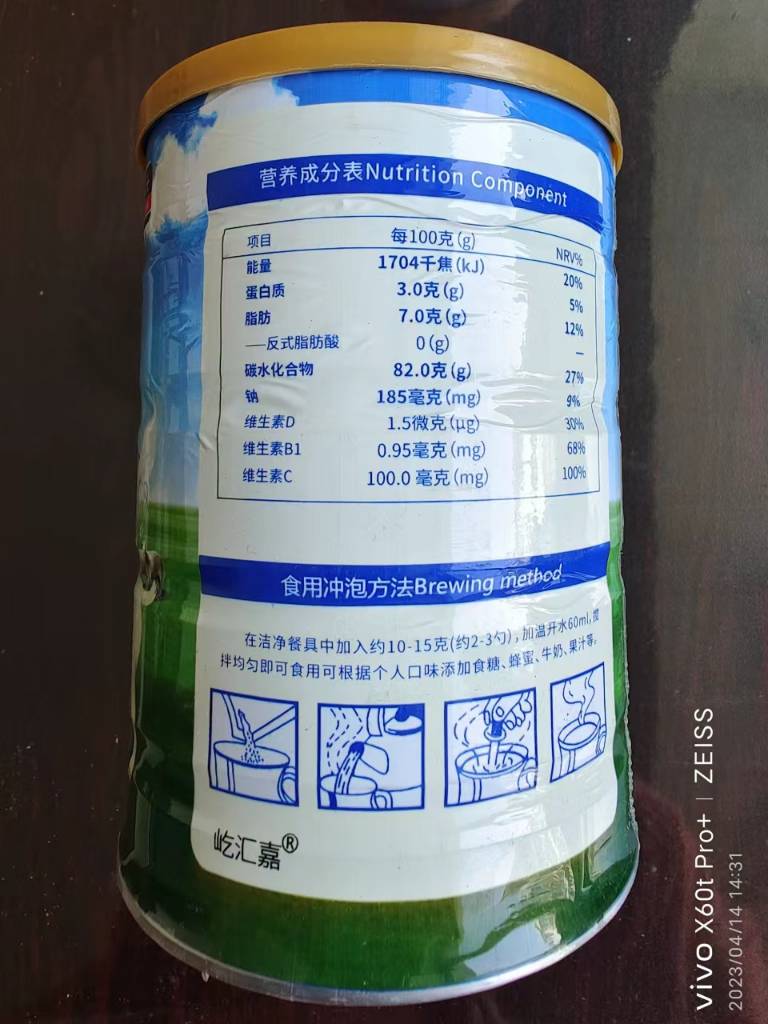 营养成分表Nutrition Component
项目 每100克(g) NRV%
能量 1704千焦(kJ) 20%
蛋白质 3.0克(g) 5%
脂肪 7.0克(g) 12%
——反式脂肪酸 0(g) —
碳水化合物 82.0克(g) 27%
钠 185毫克(mg) 9%
维生素D 1.5微克(μg) 30%
维生素B1 0.95毫克(mg) 68%
维生素C 100.0 毫克(mg) 100%
食用冲泡方法Brewing method
在洁净餐具中加入约10-15克(约2-3勺),加温开水60ml,搅
拌均匀即可食用可根据个人口味添加食糖、蜂蜜、牛奶、果汁等。
屹汇嘉®
vivo X60t Pro+ | ZEISS
2023/04/14 14:31